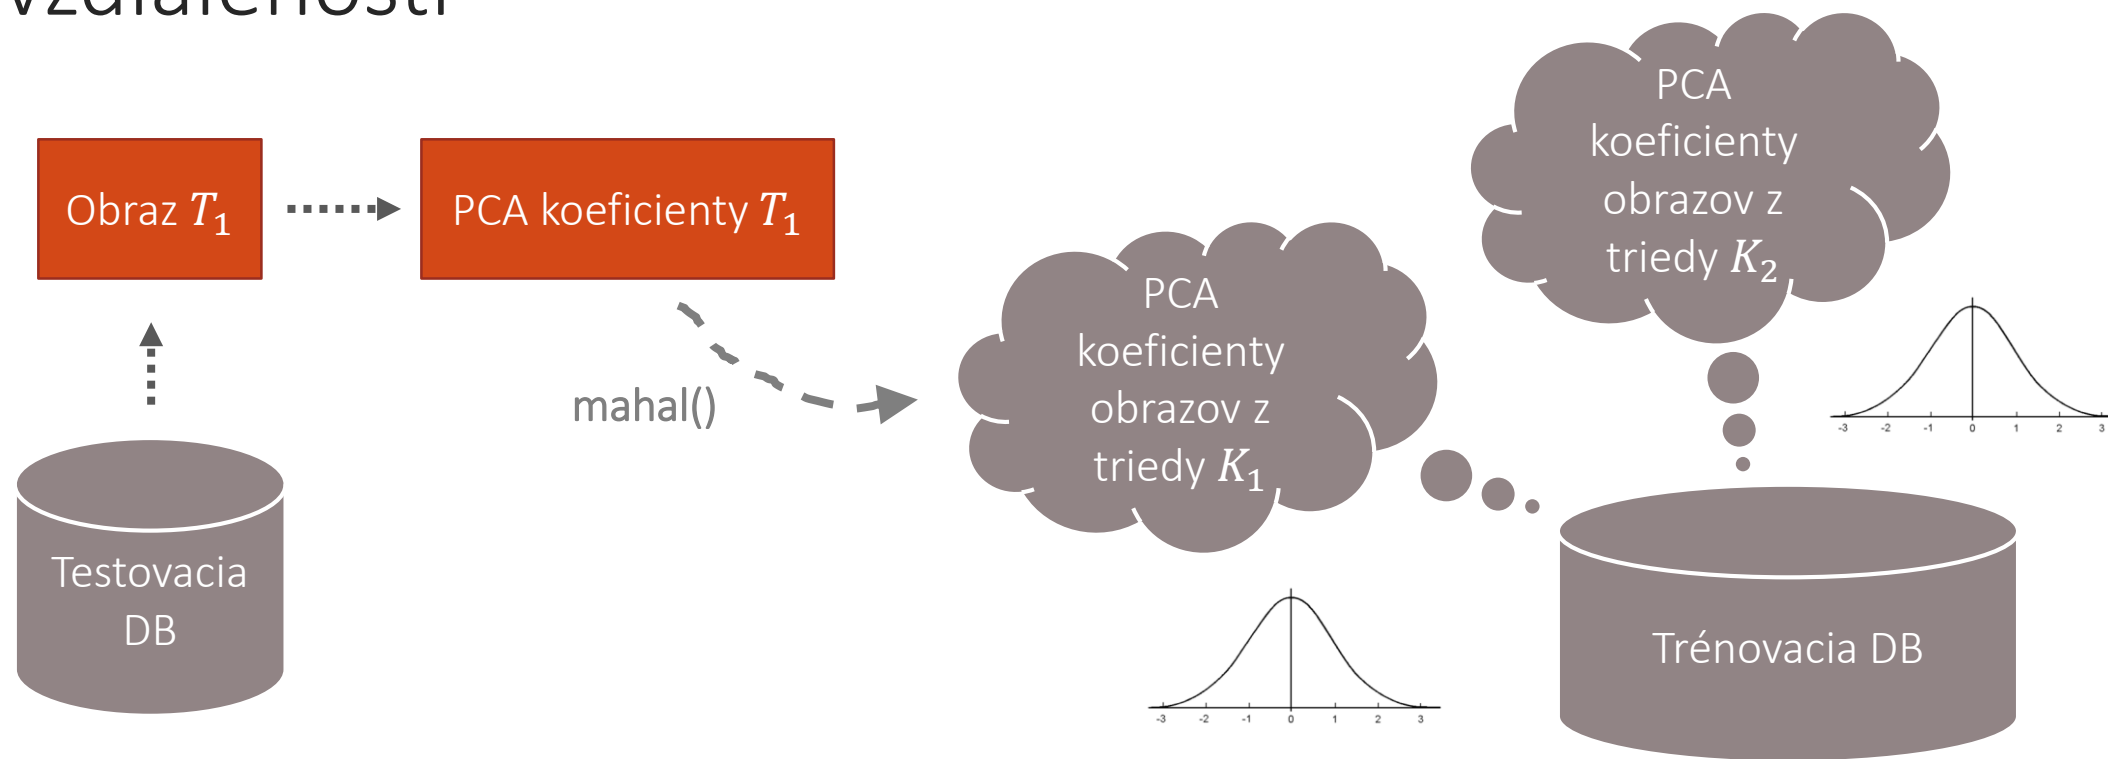 vzdialenosti
Obraz T₁
PCA koeficienty T₁
mahal()
Testovacia
DB
PCA
koeficienty
obrazov z
triedy K₁
-3 -2 -1 0 1 2 3
PCA
koeficienty
obrazov z
triedy K₂
-3 -2 -1 0 1 2 3
Trénovacia DB